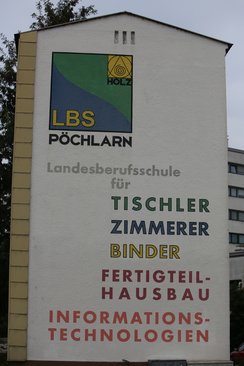 HOLZ
LBS
PÖCHLARN
Landesberufsschule
für
TISCHLER
ZIMMERER
BINDER
FERTIGTEIL-
HAUSBAU
INFORMATIONS-
TECHNOLOGIEN